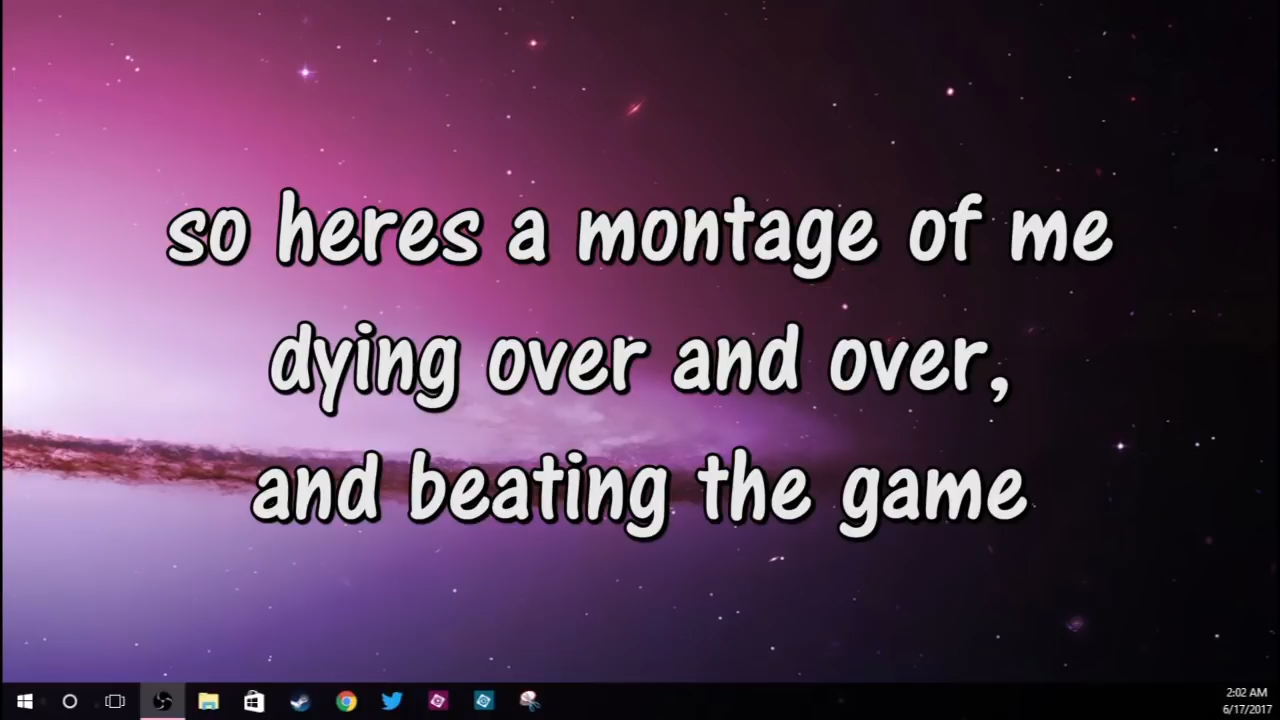 so heres a montage of me
dying over and over,
and beating the game
2:02 AM
6/17/2017